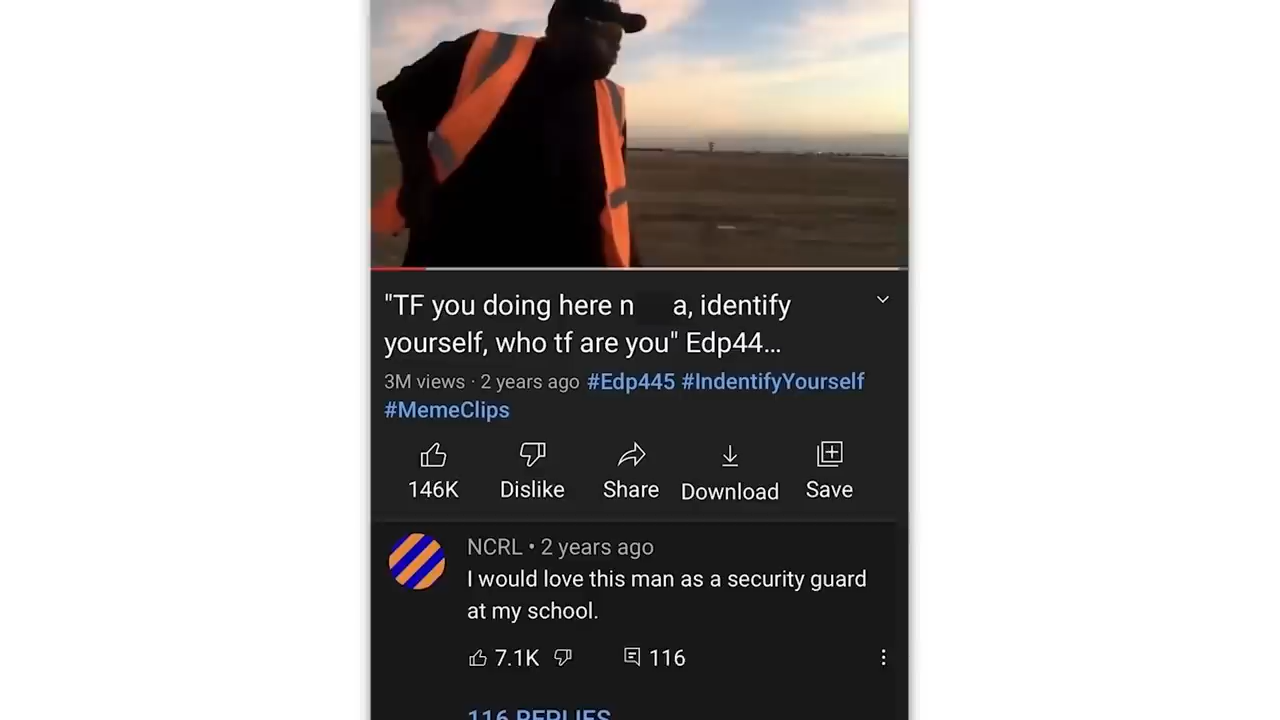 "TF you doing here n a, identify
yourself, who tf are you" Edp44...
3M views · 2 years ago #Edp445 #IndentifyYourself
#MemeClips
146K Dislike Share Download Save
NCRL • 2 years ago
I would love this man as a security guard
at my school.
7.1K 116
116 REPLIES